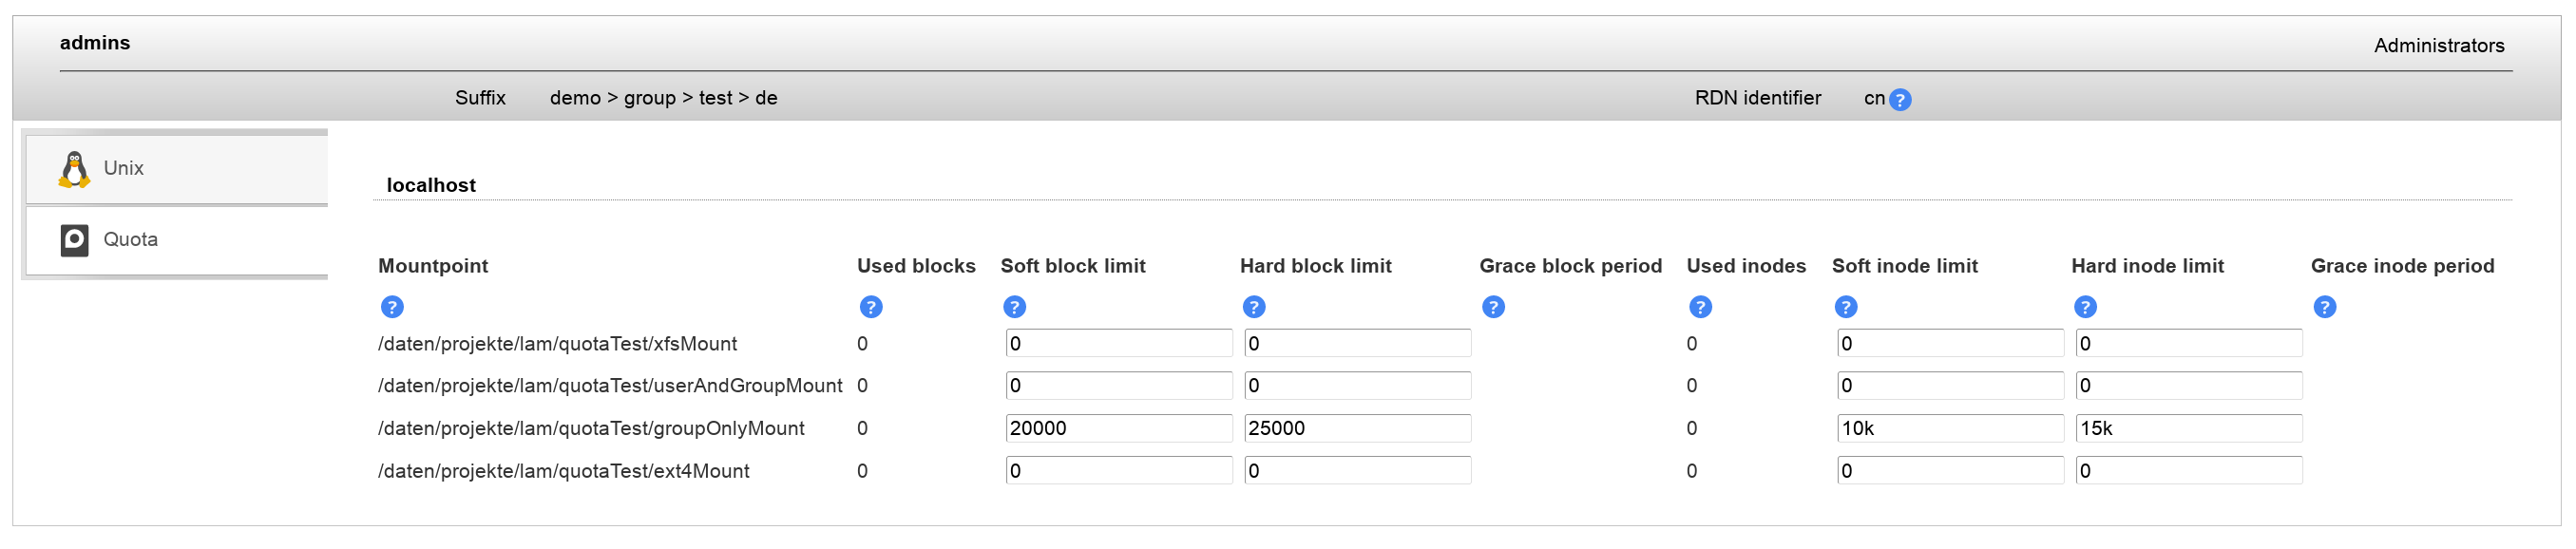 admins
Administrators
Suffix demo > group > test > de RDN identifier cn ?
Unix
Quota
localhost
Mountpoint Used blocks Soft block limit Hard block limit Grace block period Used inodes Soft inode limit Hard inode limit Grace inode period
? ? ? ? ? ? ? ? ?
/daten/projekte/lam/quotaTest/xfsMount 0 0 0 0 0 0
/daten/projekte/lam/quotaTest/userAndGroupMount 0 0 0 0 0 0
/daten/projekte/lam/quotaTest/groupOnlyMount 0 20000 25000 0 10k 15k
/daten/projekte/lam/quotaTest/ext4Mount 0 0 0 0 0 0